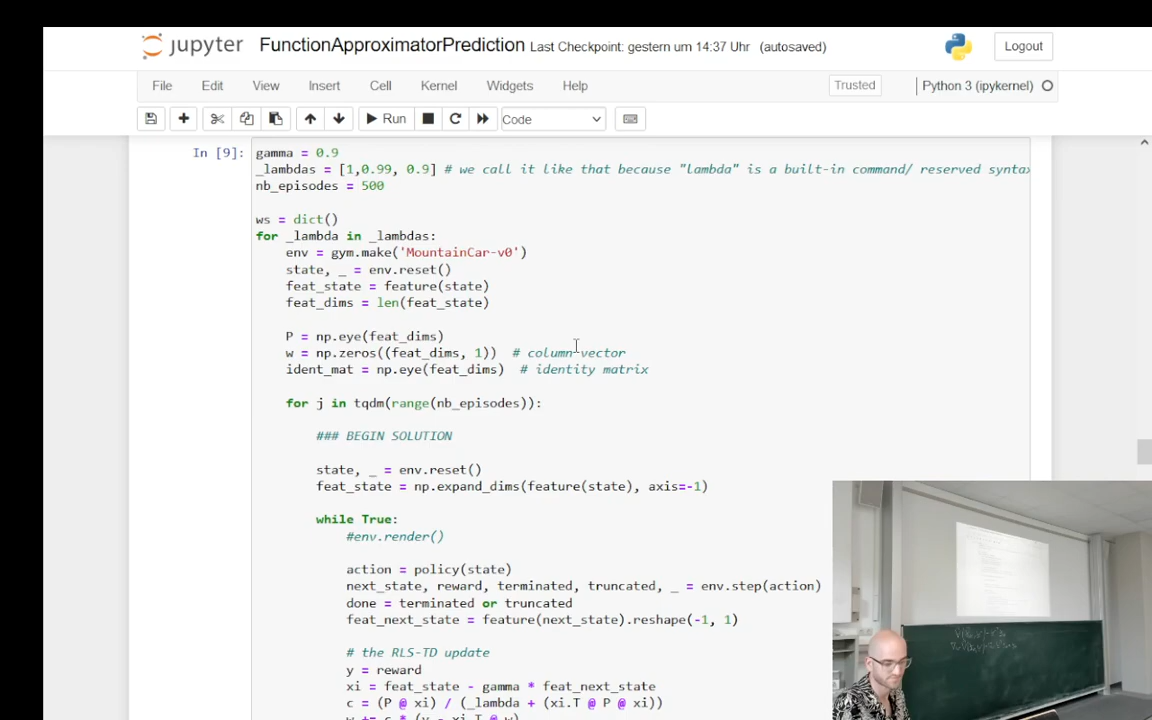 jupyter FunctionApproximatorPrediction Last Checkpoint: gestern um 14:37 Uhr (autosaved) Logout
File Edit View Insert Cell Kernel Widgets Help Trusted Python 3 (ipykernel)
Run Code
In [9]: gamma = 0.9
_lambdas = [1,0.99, 0.9] # we call it like that because "lambda" is a built-in command/ reserved syntax
nb_episodes = 500
ws = dict()
for _lambda in _lambdas:
env = gym.make('MountainCar-v0')
state, _ = env.reset()
feat_state = feature(state)
feat_dims = len(feat_state)
P = np.eye(feat_dims)
w = np.zeros((feat_dims, 1)) # column-vector
ident_mat = np.eye(feat_dims) # identity matrix
for j in tqdm(range(nb_episodes)):
### BEGIN SOLUTION
state, _ = env.reset()
feat_state = np.expand_dims(feature(state), axis=-1)
while True:
#env.render()
action = policy(state)
next_state, reward, terminated, truncated, _ = env.step(action)
done = terminated or truncated
feat_next_state = feature(next_state).reshape(-1, 1)
# the RLS-TD update
y = reward
xi = feat_state - gamma * feat_next_state
c = (P @ xi) / (_lambda + (xi.T @ P @ xi))
w += c * (y - xi.T @ w)